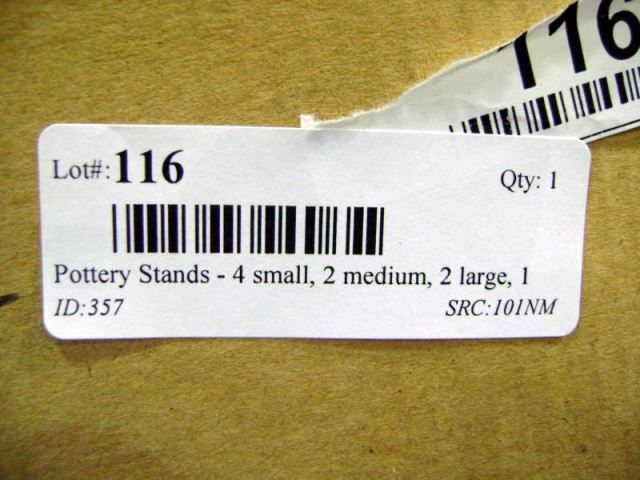 116
Lot#: 116
Qty: 1
Pottery Stands - 4 small, 2 medium, 2 large, 1
ID:357
SRC:101NM